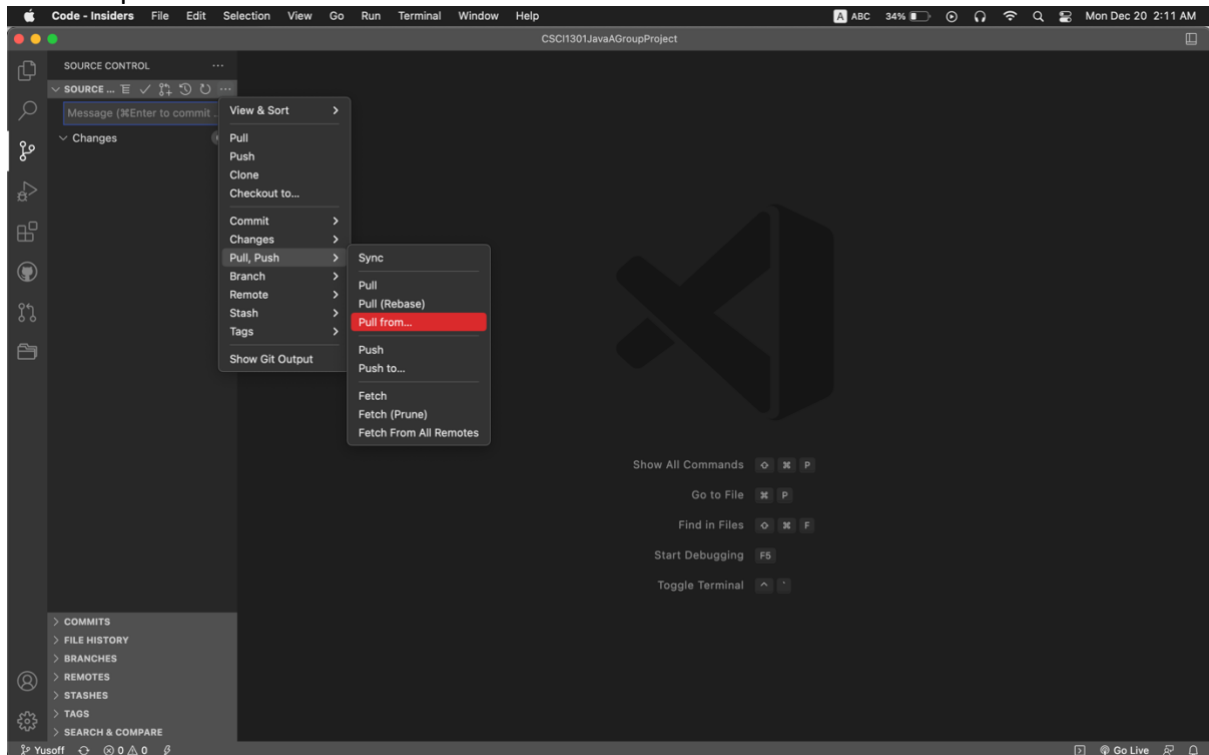 Code - Insiders File Edit Selection View Go Run Terminal Window Help A ABC 34% Mon Dec 20 2:11 AM
CSCI1301JavaAGroupProject
SOURCE CONTROL ...
SOURCE ... ...
Message (⌘Enter to commit ...
Changes
View & Sort
Pull
Push
Clone
Checkout to...
Commit
Changes
Pull, Push
Branch
Remote
Stash
Tags
Show Git Output
Sync
Pull
Pull (Rebase)
Pull from...
Push
Push to...
Fetch
Fetch (Prune)
Fetch From All Remotes
Show All Commands ⇧ ⌘ P
Go to File ⌘ P
Find in Files ⇧ ⌘ F
Start Debugging F5
Toggle Terminal ^ `
COMMITS
FILE HISTORY
BRANCHES
REMOTES
STASHES
TAGS
SEARCH & COMPARE
Yusoff 0 0 Go Live